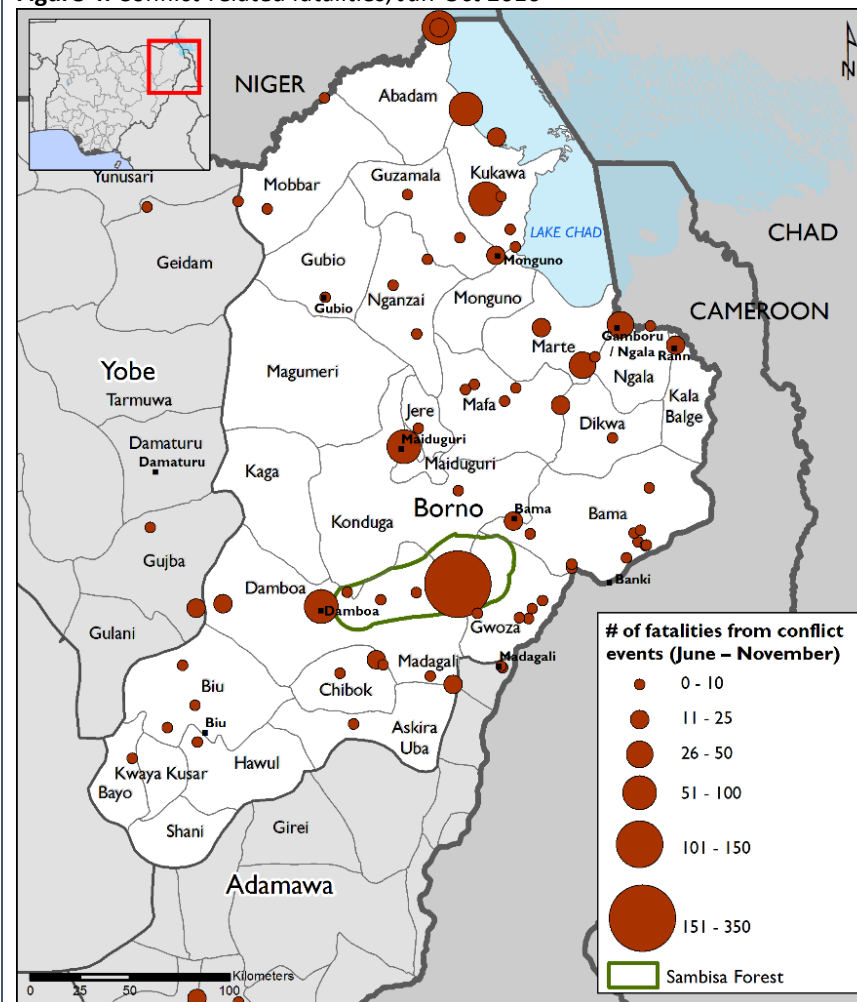 Figure Conflict related fatalities,
NIGER
Abadam
Yunusari
Mobbar
Guzamala
Kukawa
LAKE CHAD
CHAD
Geidam
Gubio
Monguno
Gubio
Nganzai
Monguno
CAMEROON
Marte
Gamboru
/ Ngala
Rann
Ngala
Yobe
Tarmuwa
Magumeri
Kala
Balge
Jere
Mafa
Dikwa
Damaturu
Damaturu
Maiduguri
Maiduguri
Kaga
Borno
Bama
Bama
Konduga
Gujba
Banki
Damboa
Damboa
Gulani
Gwoza
Madagali
Madagali
Biu
Chibok
Biu
Askira
Uba
Kwaya Kusar
Hawul
Bayo
Shani
Girei
Adamawa
# of fatalities from conflict
events (June – November)
0 - 10
11 - 25
26 - 50
51 - 100
101 - 150
151 - 350
Sambisa Forest
Kilometers
0 25 50 100
N